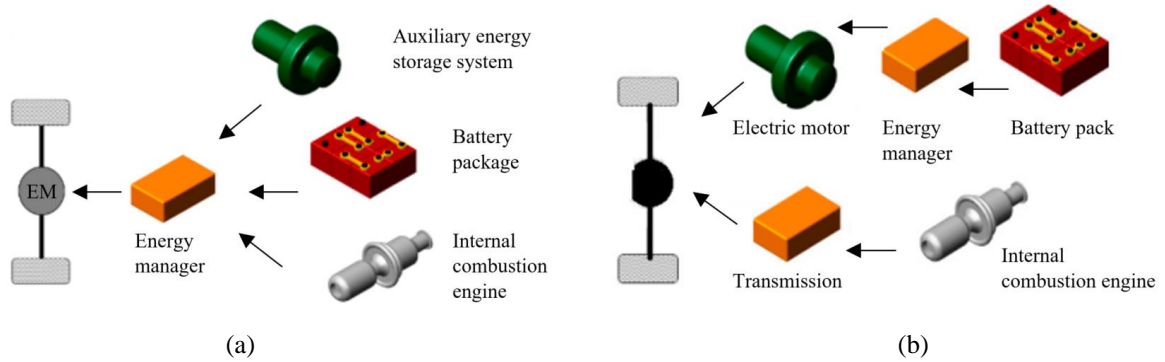 Auxiliary energy
storage system
Battery
package
EM
Energy
manager
Internal
combustion
engine
(a)
Electric motor
Energy
manager
Battery pack
Transmission
Internal
combustion engine
(b)